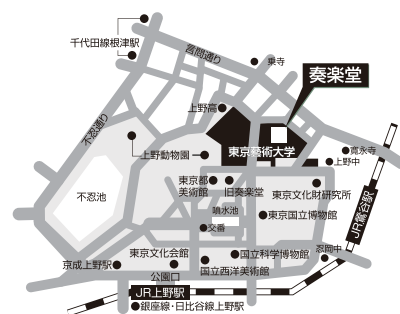 千代田線根津駅
言問通り
乗寺
奏楽堂
不忍通り
上野高
東京藝術大学
寛永寺
上野中
上野動物園
東京都
美術館
旧奏楽堂
東京文化財研究所
不忍池
噴水池
東京国立博物館
JR鶯谷駅
交番
忍岡中
東京文化会館
国立科学博物館
京成上野駅
公園口
国立西洋美術館
JR上野駅
銀座線・日比谷線上野駅